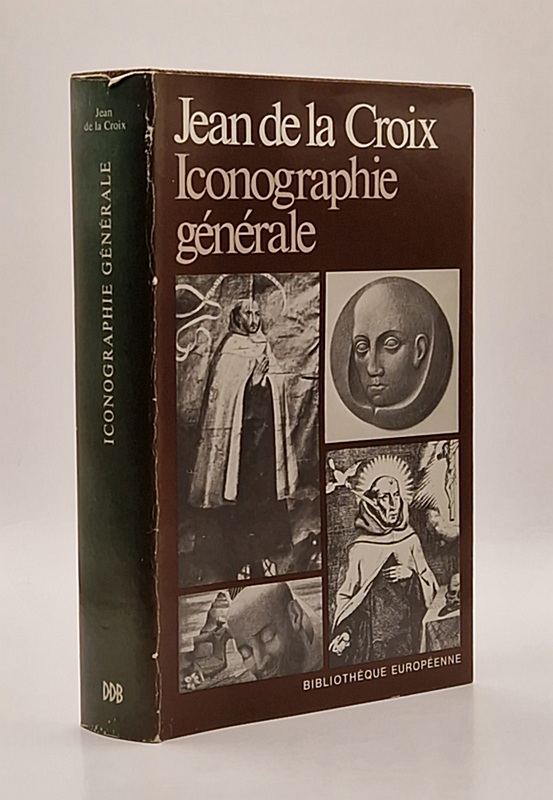 Jean
de la Croix
ICONOGRAPHIE GÉNÉRALE
DDB
Jean de la Croix
Iconographie
générale
BIBLIOTHÈQUE EUROPÉENNE